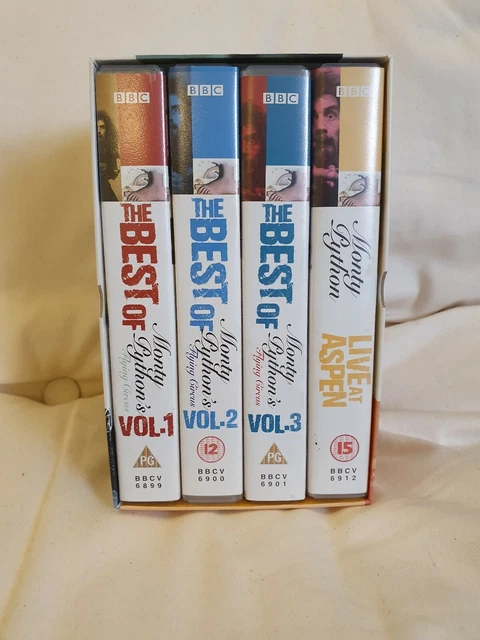 BBC
THE
BEST OF
Monty
Python's
Flying Circus
VOL.1
PG
BBCV
6899
BBC
THE
BEST OF
Monty
Python's
Flying Circus
VOL.2
12
BBCV
6900
BBC
THE
BEST OF
Monty
Python's
Flying Circus
VOL.3
PG
BBCV
6901
BBC
Monty
Python
LIVE AT
ASPEN
15
BBCV
6912